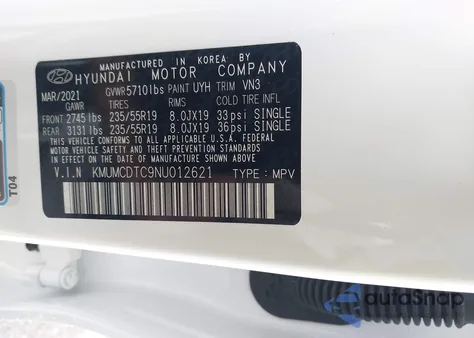 MANUFACTURED IN KOREA BY
HYUNDAI MOTOR COMPANY
MAR/2021 GVWR 5710lbs PAINT UYH TRIM VN3
GAWR TIRES RIMS COLD TIRE INFL
FRONT 2745lbs 235/55R19 8.0JX19 33psi SINGLE
REAR 3131lbs 235/55R19 8.0JX19 36psi SINGLE
THIS VEHICLE CONFORMS TO ALL APPLICABLE FEDERAL
MOTOR VEHICLE SAFETY AND THEFT PREVENTION
STANDARDS IN EFFECT ON THE DATE OF
MANUFACTURE SHOWN ABOVE.
V.I.N KMUMCDTC9NU012621 TYPE : MPV
T04
autoSnap